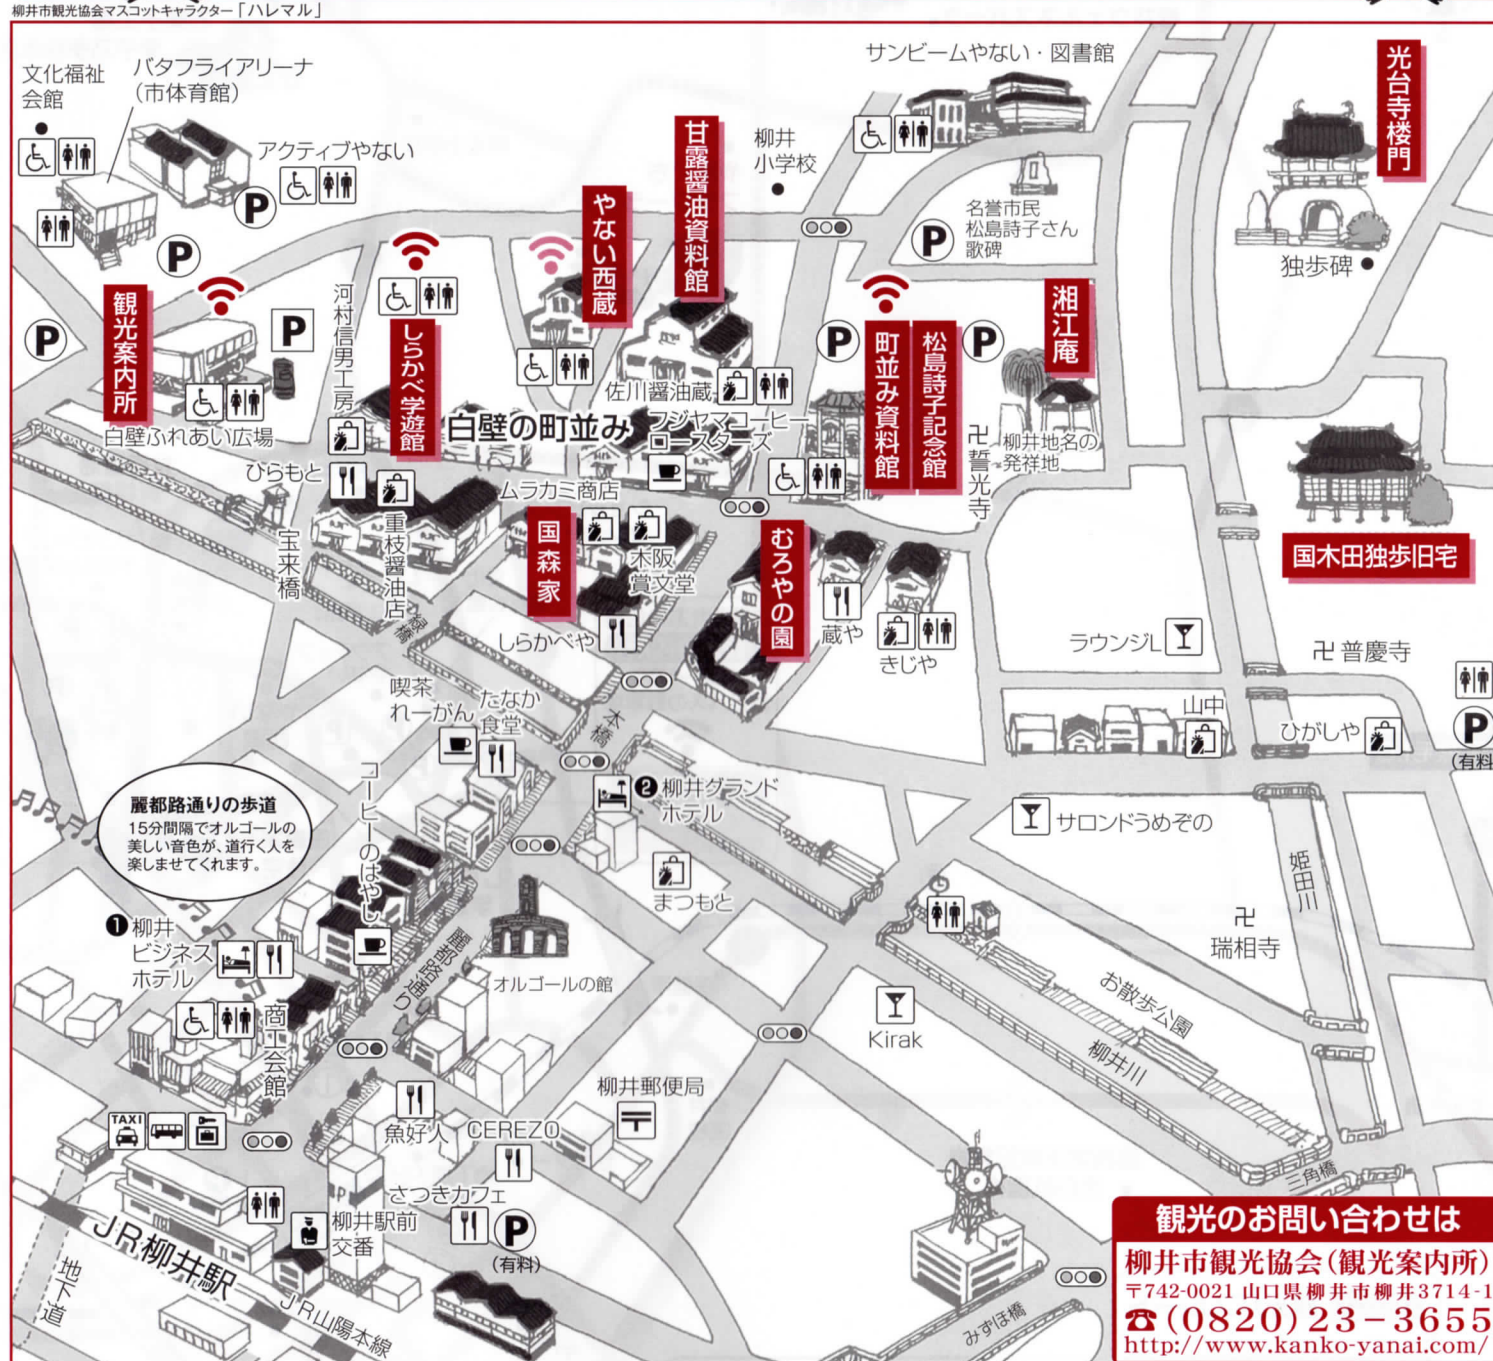 柳井市観光協会マスコットキャラクター「ハレマル」
文化福祉
会館
バタフライアリーナ
(市体育館)
アクティブやない
P
P
サンビームやない・図書館
柳井
小学校
名誉市民
松島詩子さん
歌碑
P
光台寺楼門
独歩碑
甘露醤油資料館
やない西蔵
観光案内所
P
P
白壁ふれあい広場
河村信男工房
しらかべ学遊館
白壁の町並み
佐川醤油蔵
フジヤマコーヒー
ロースターズ
P
町並み資料館
松島詩子記念館
P
湘江庵
柳井地名の
発祥地
卍誓光寺
国木田独歩旧宅
ひらもと
宝来橋
重枝醤油店
ムラカミ商店
国森家
木阪
賞文堂
しらかべや
緑橋
むろやの園
蔵や
きじや
ラウンジL
卍普慶寺
山中
ひがしや
P
(有料
喫茶
れーがん
たなか
食堂
本橋
❷柳井グランド
ホテル
まつもと
サロンドうめぞの
姫田川
卍
瑞相寺
麗都路通りの歩道
15分間隔でオルゴールの
美しい音色が、道行く人を
楽しませてくれます。
コーヒーのはやし
❶柳井
ビジネス
ホテル
麗都路通り
オルゴールの館
商工会館
お散歩公園
柳井川
Kirak
三角橋
柳井郵便局
魚好人
CEREZO
TAXI
さつきカフェ
P
(有料)
柳井駅前
交番
JR柳井駅
地下道
JR山陽本線
みずほ橋
観光のお問い合わせは
柳井市観光協会(観光案内所)
〒742-0021 山口県柳井市柳井3714-1
☎(0820)23-3655
http://www.kanko-yanai.com/